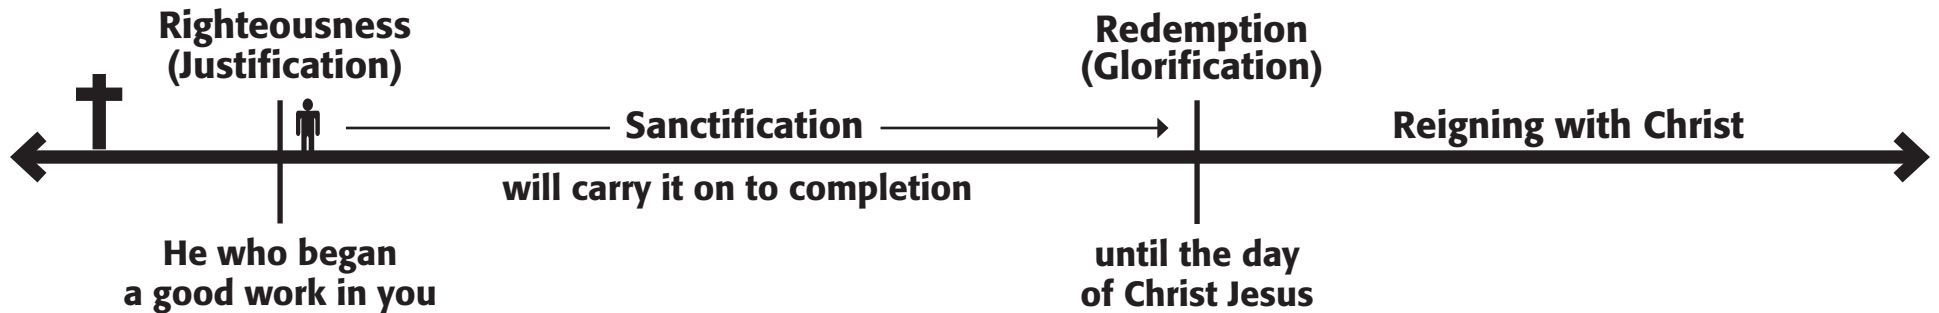 Righteousness
(Justification)
Redemption
(Glorification)
Sanctification
Reigning with Christ
will carry it on to completion
He who began
a good work in you
until the day
of Christ Jesus